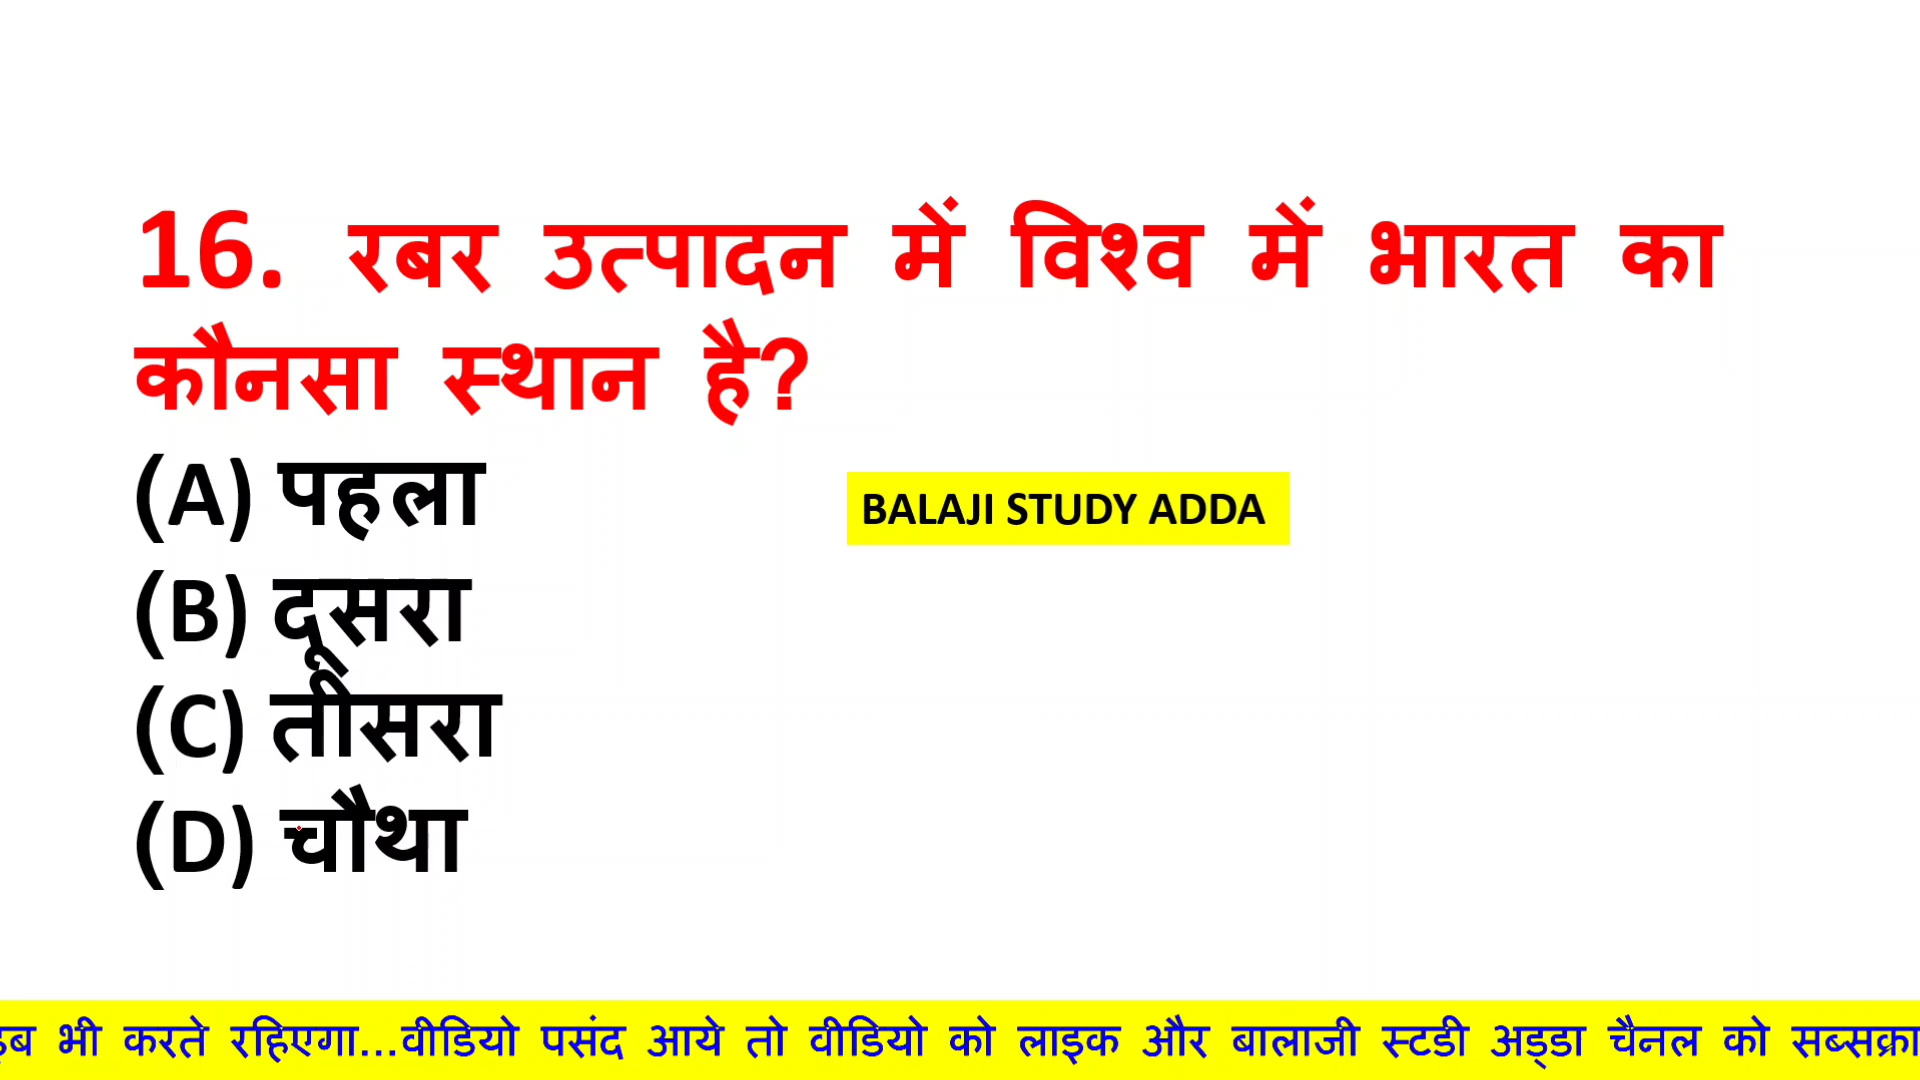 16. रबर उत्पादन में विश्व में भारत का
कौनसा स्थान है?
(A) पहला
BALAJI STUDY ADDA
(B) दूसरा
(C) तीसरा
(D) चौथा
भी करते रहिएगा...वीडियो पसंद आये तो वीडियो को लाइक और बालाजी स्टडी अड्डा चैनल को